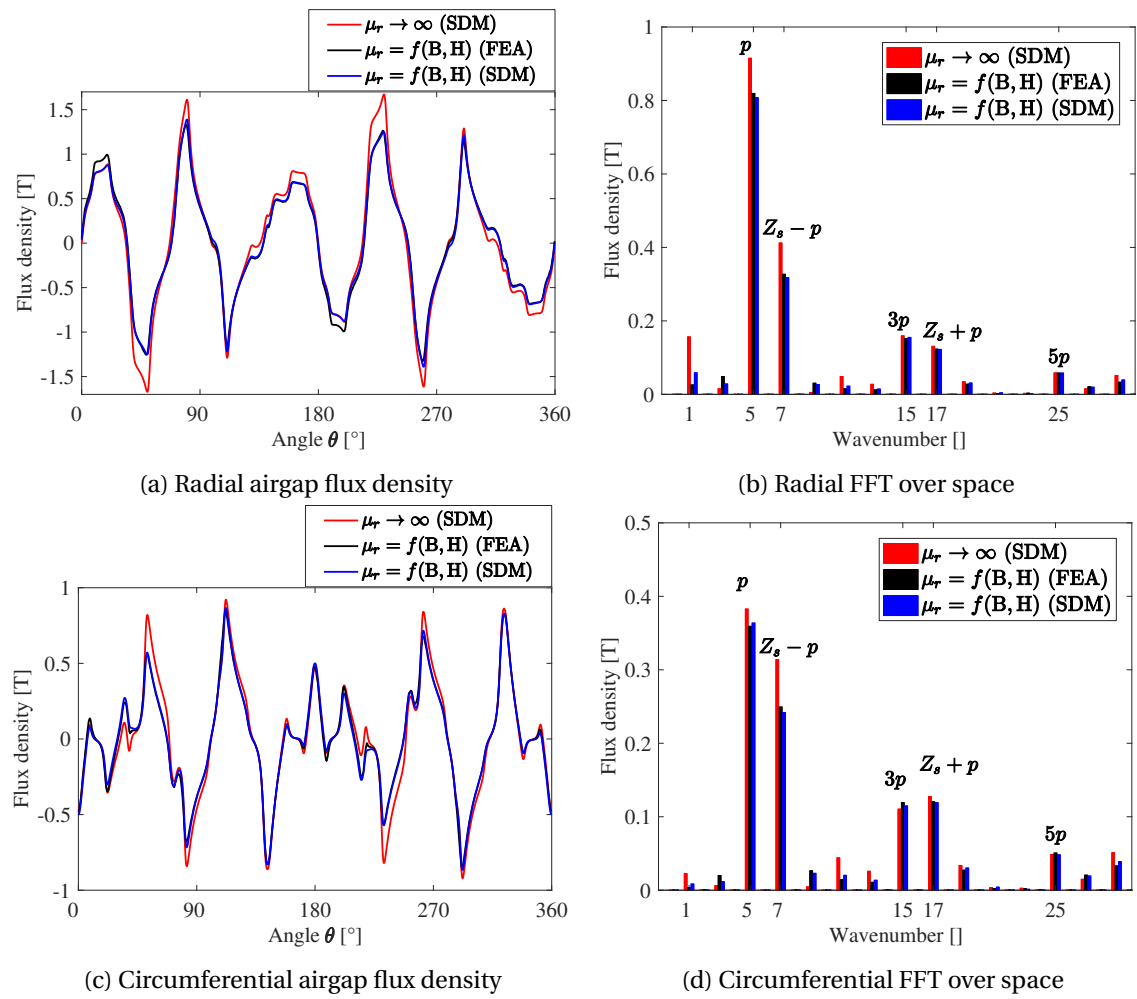 μr → ∞ (SDM)
μr = f(B, H) (FEA)
μr = f(B, H) (SDM)
Flux density [T]
1.5
1
0.5
0
-0.5
-1
-1.5
0 90 180 270 360
Angle θ [°]
(a) Radial airgap flux density
μr → ∞ (SDM)
μr = f(B, H) (FEA)
μr = f(B, H) (SDM)
Flux density [T]
1
0.8
0.6
0.4
0.2
0
p
Zs − p
3p
Zs + p
5p
1 5 7 15 17 25
Wavenumber []
(b) Radial FFT over space
μr → ∞ (SDM)
μr = f(B, H) (FEA)
μr = f(B, H) (SDM)
Flux density [T]
1
0.5
0
-0.5
-1
0 90 180 270 360
Angle θ [°]
(c) Circumferential airgap flux density
μr → ∞ (SDM)
μr = f(B, H) (FEA)
μr = f(B, H) (SDM)
Flux density [T]
0.5
0.4
0.3
0.2
0.1
0
p
Zs − p
3p
Zs + p
5p
1 5 7 15 17 25
Wavenumber []
(d) Circumferential FFT over space